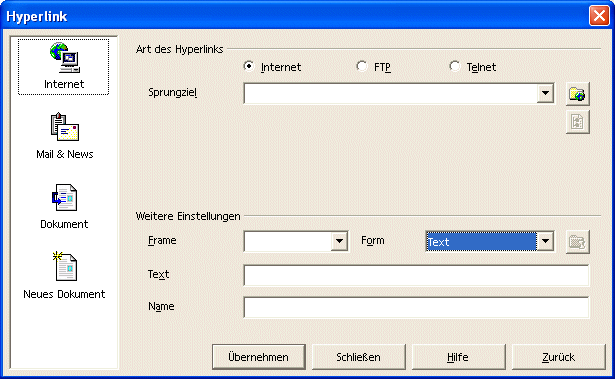 Hyperlink
Internet
Mail & News
Dokument
Neues Dokument
Art des Hyperlinks
Internet FTP Telnet
Sprungziel
Weitere Einstellungen
Frame Form Text
Text
Name
Übernehmen Schließen Hilfe Zurück